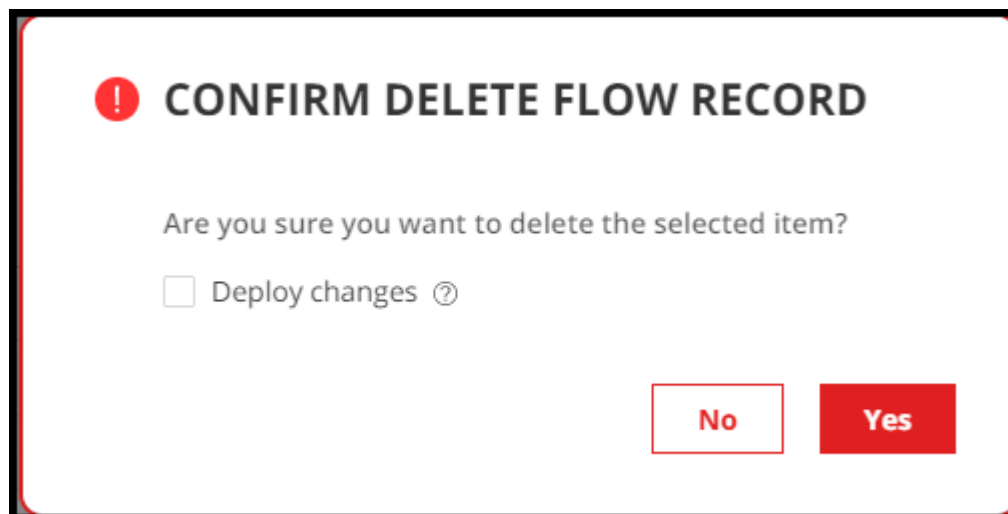 CONFIRM DELETE FLOW RECORD
Are you sure you want to delete the selected item?
Deploy changes
No
Yes